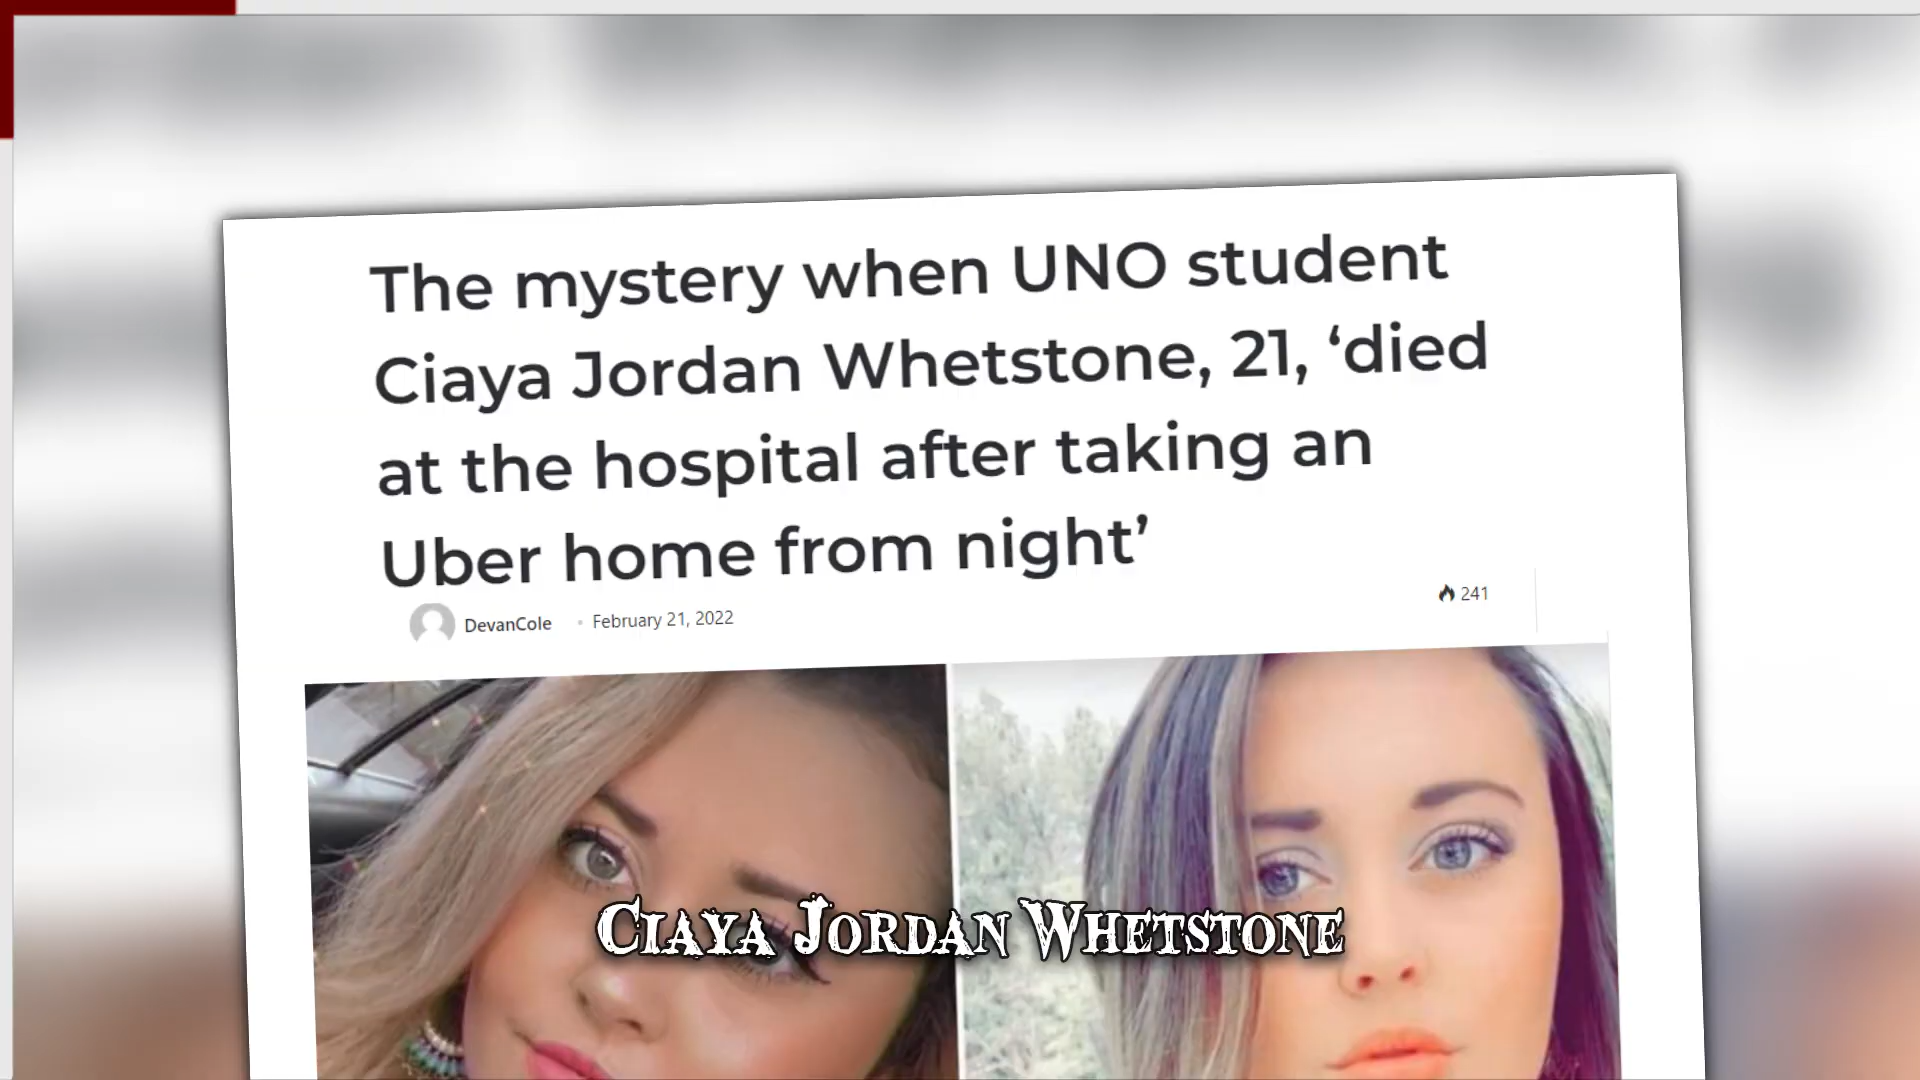 The mystery when UNO student
Ciaya Jordan Whetstone, 21, ‘died
at the hospital after taking an
Uber home from night’
DevanCole • February 21, 2022
241
CIAYA JORDAN WHETSTONE